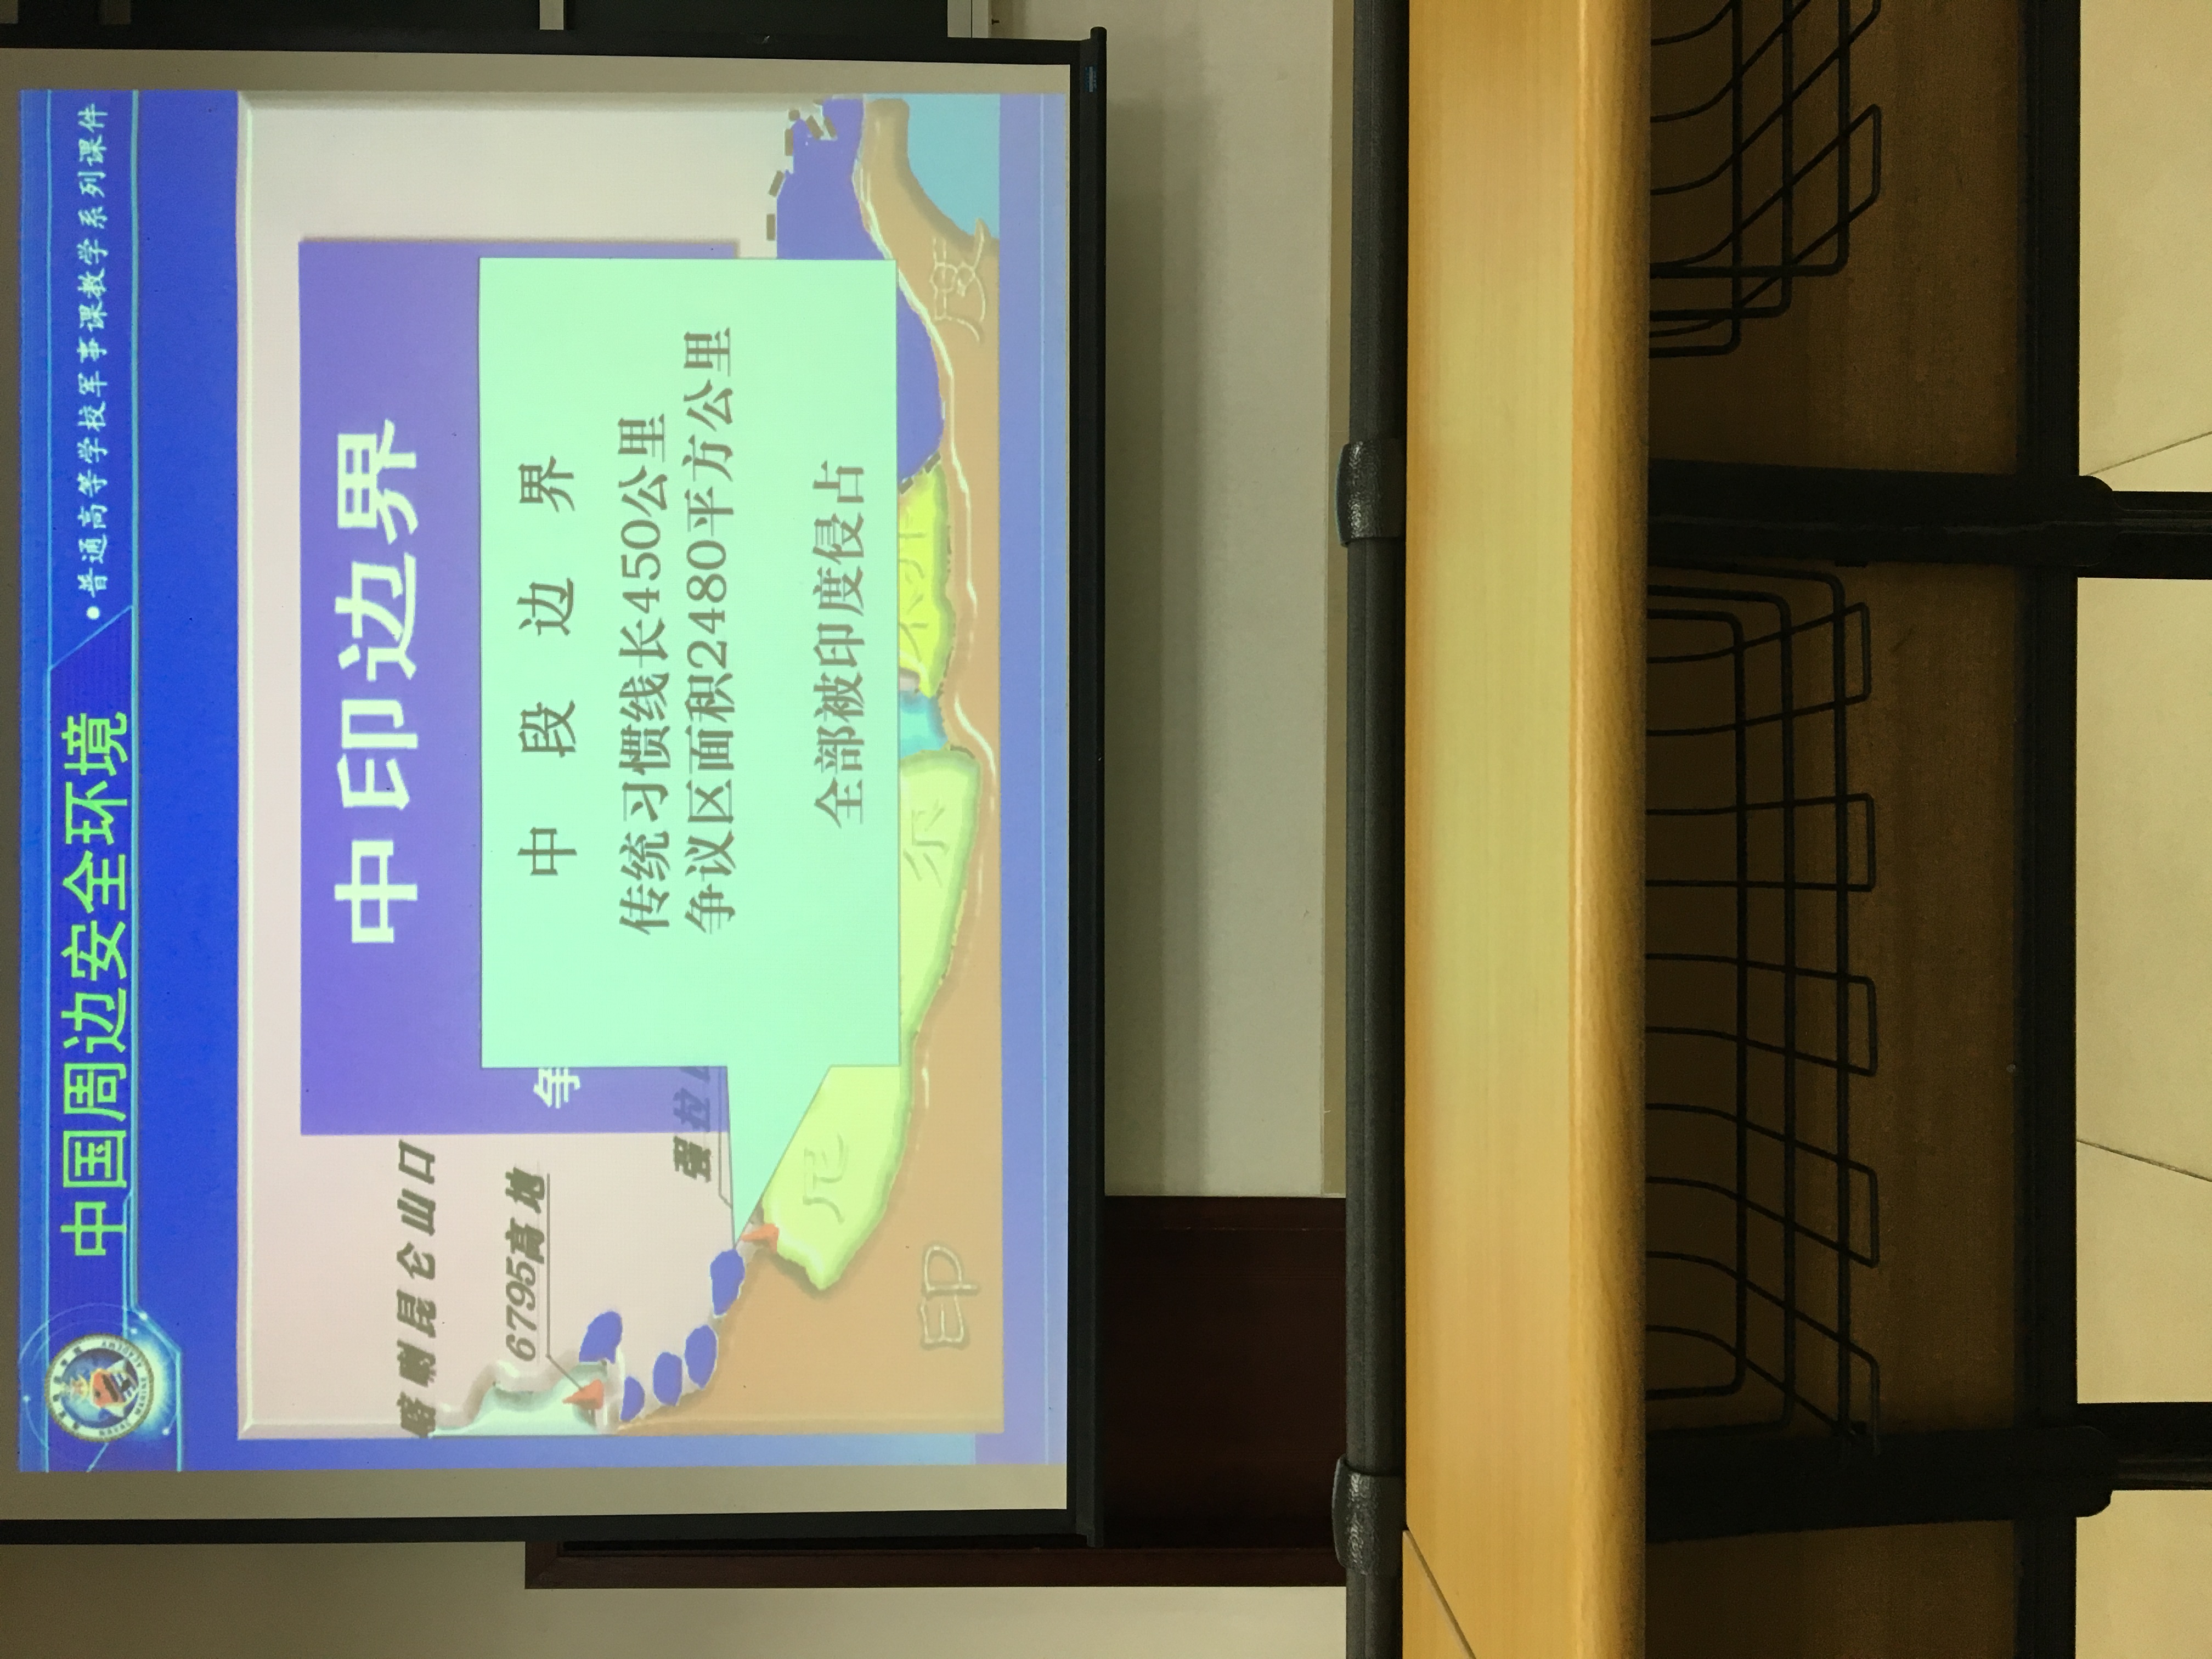 中国周边安全环境
•普通高等学校军事课教学系列课件
中印边界
喀喇昆仑山口
6795高地
争
中段边界
传统习惯线长450公里
争议区面积2480平方公里
强拉
全部被印度侵占
尼
尔
印
度